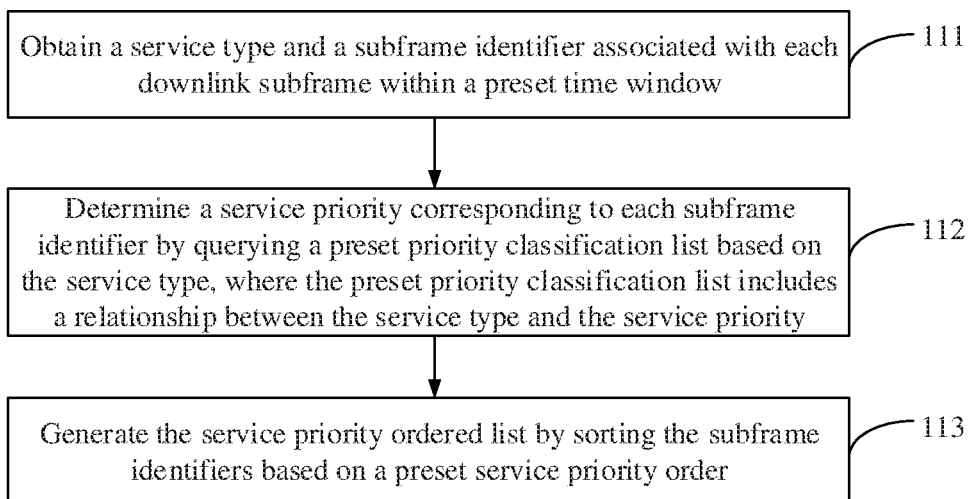 Obtain a service type and a subframe identifier associated with each
downlink subframe within a preset time window
111
Determine a service priority corresponding to each subframe
identifier by querying a preset priority classification list based on
the service type, where the preset priority classification list includes
a relationship between the service type and the service priority
112
Generate the service priority ordered list by sorting the subframe
identifiers based on a preset service priority order
113